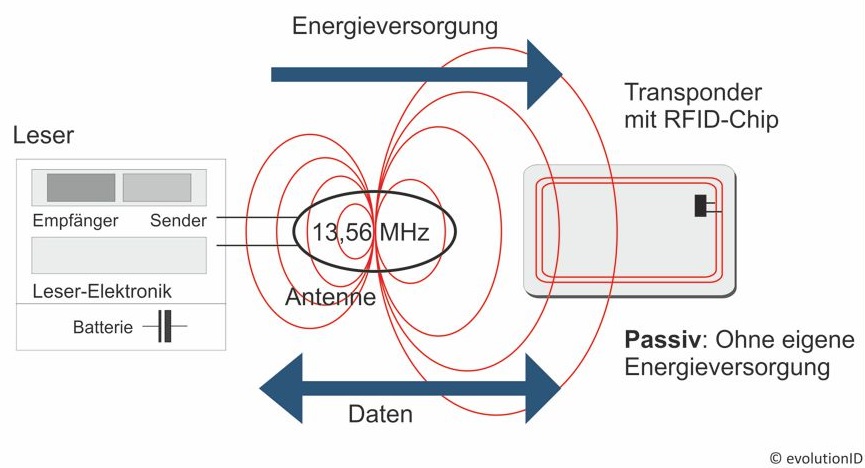 Energieversorgung
Transponder
mit RFID-Chip
Leser
Empfänger Sender
13,56 MHz
Leser-Elektronik
Antenne
Batterie
Passiv: Ohne eigene
Energieversorgung
Daten
© evolutionID